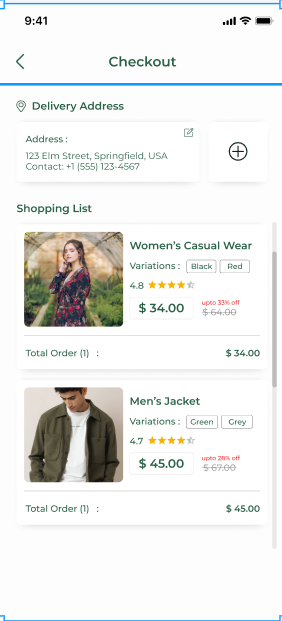 9:41
Checkout
Delivery Address
Address :
123 Elm Street, Springfield, USA
Contact: +1 (555) 123-4567
Shopping List
Women's Casual Wear
Variations : Black Red
4.8
$ 34.00
upto 33% off
$ 64.00
Total Order (1) : $ 34.00
Men's Jacket
Variations : Green Grey
4.7
$ 45.00
upto 28% off
$ 67.00
Total Order (1) : $ 45.00